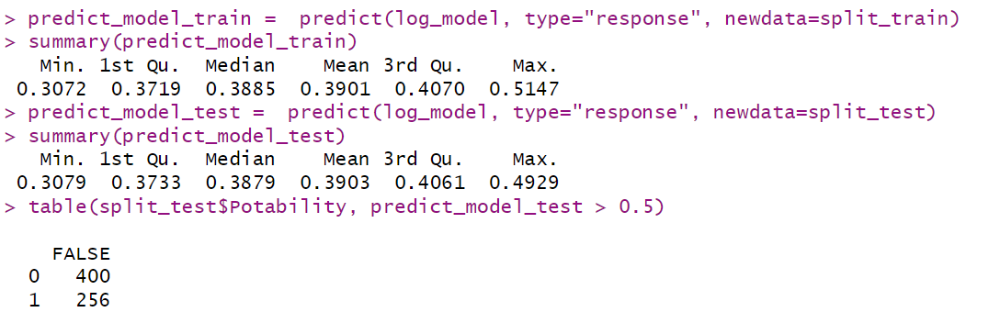 > predict_model_train =  predict(log_model, type="response", newdata=split_train)
> summary(predict_model_train)
   Min. 1st Qu.  Median    Mean 3rd Qu.    Max.
 0.3072  0.3719  0.3885  0.3901  0.4070  0.5147
> predict_model_test =  predict(log_model, type="response", newdata=split_test)
> summary(predict_model_test)
   Min. 1st Qu.  Median    Mean 3rd Qu.    Max.
 0.3079  0.3733  0.3879  0.3903  0.4061  0.4929
> table(split_test$Potability, predict_model_test > 0.5)
    FALSE
  0   400
  1   256